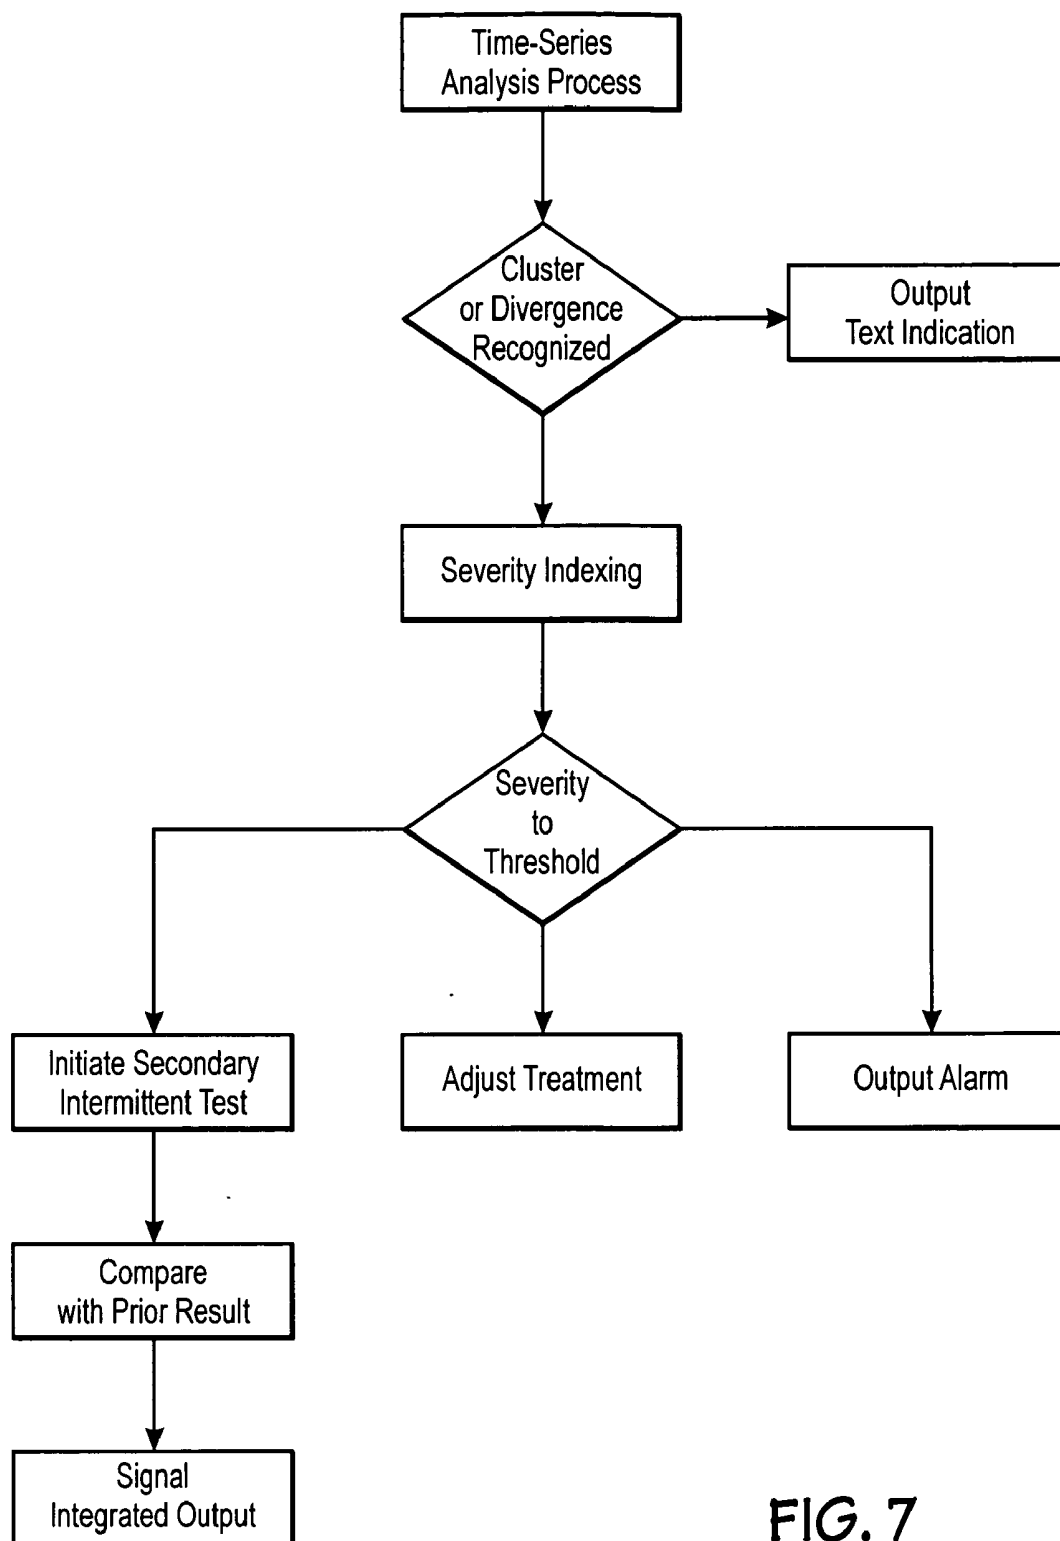 Time-Series
Analysis Process
Cluster
or Divergence
Recognized
Output
Text Indication
Severity Indexing
Severity
to
Threshold
Initiate Secondary
Intermittent Test
Adjust Treatment
Output Alarm
Compare
with Prior Result
Signal
Integrated Output
FIG. 7